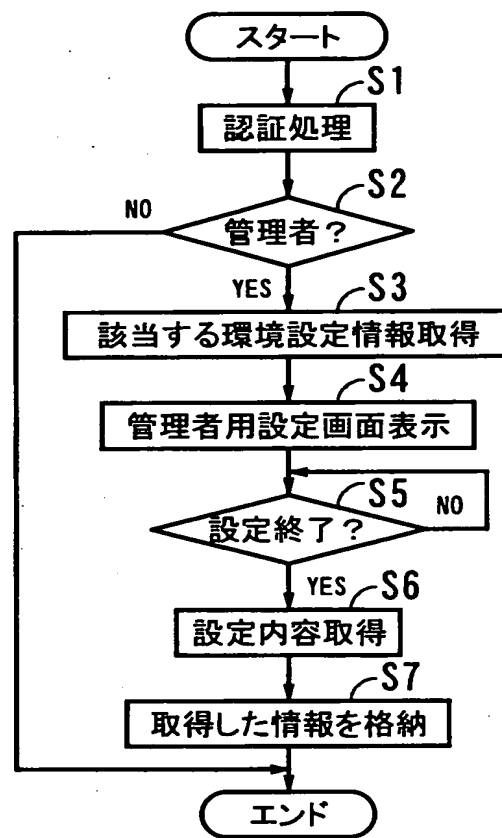 スタート
S1
認証処理
S2
NO
管理者?
YES
S3
該当する環境設定情報取得
S4
管理者用設定画面表示
S5
NO
設定終了?
YES
S6
設定内容取得
S7
取得した情報を格納
エンド